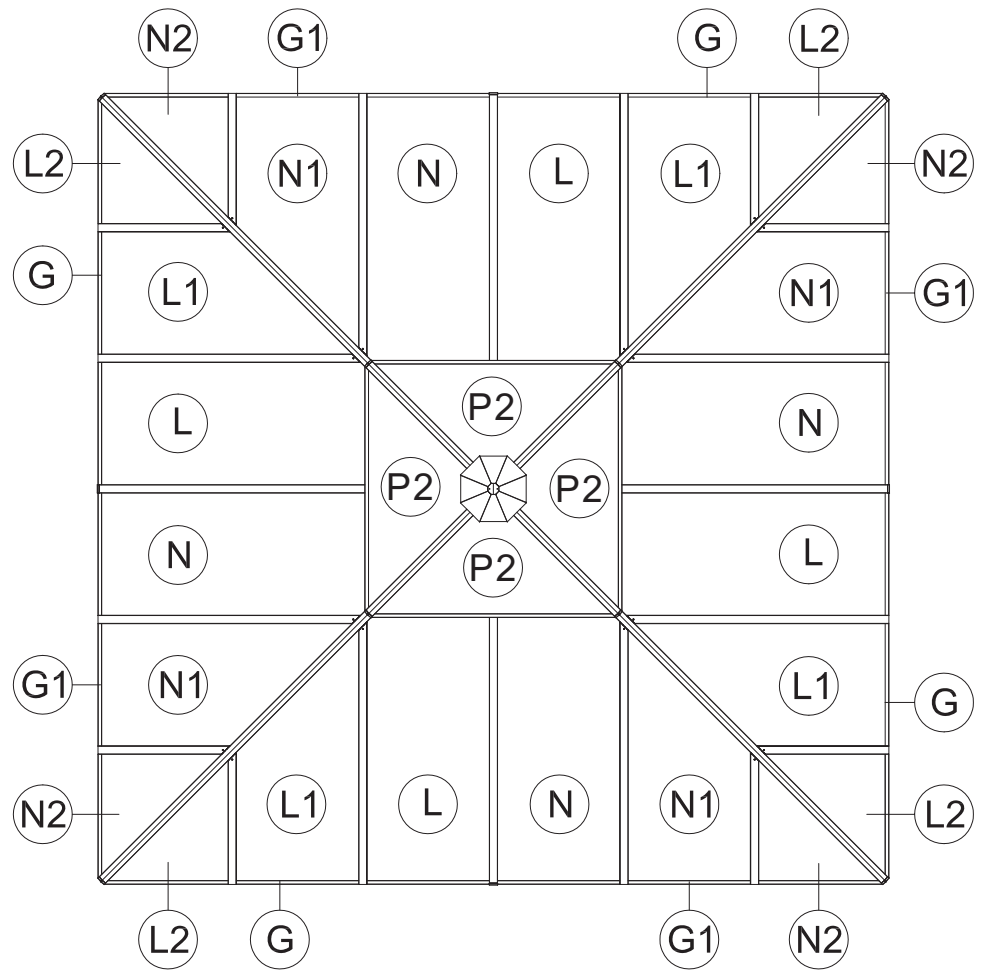 N2 G1 G L2
L2 N1 N L L1 N2
G L1 N1 G1
P2
L N
P2 P2
N P2 L
G1 N1 L1 G
N2 L1 L N N1 L2
L2 G G1 N2